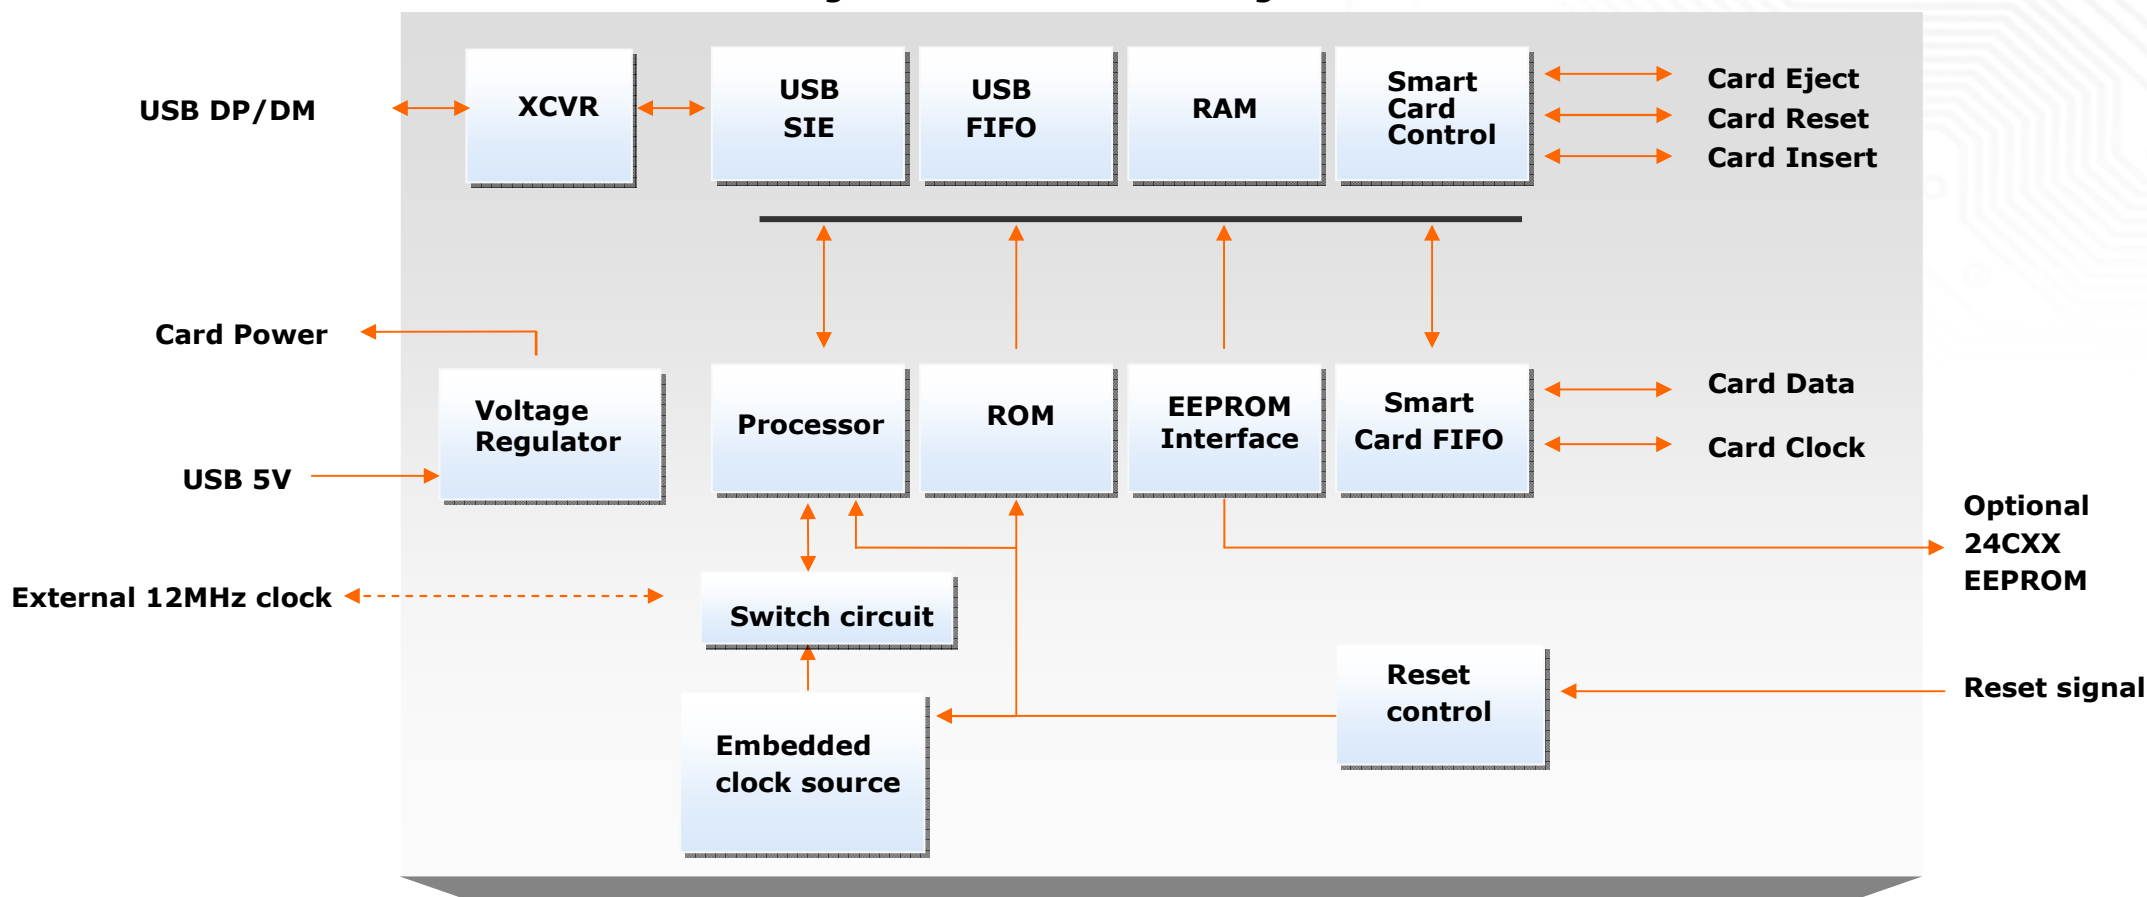 USB DP/DM
XCVR
USB
SIE
USB
FIFO
RAM
Smart
Card
Control
Card Eject
Card Reset
Card Insert
Card Power
Voltage
Regulator
USB 5V
Processor
ROM
EEPROM
Interface
Smart
Card FIFO
Card Data
Card Clock
Optional
24CXX
EEPROM
External 12MHz clock
Switch circuit
Reset
control
Reset signal
Embedded
clock source